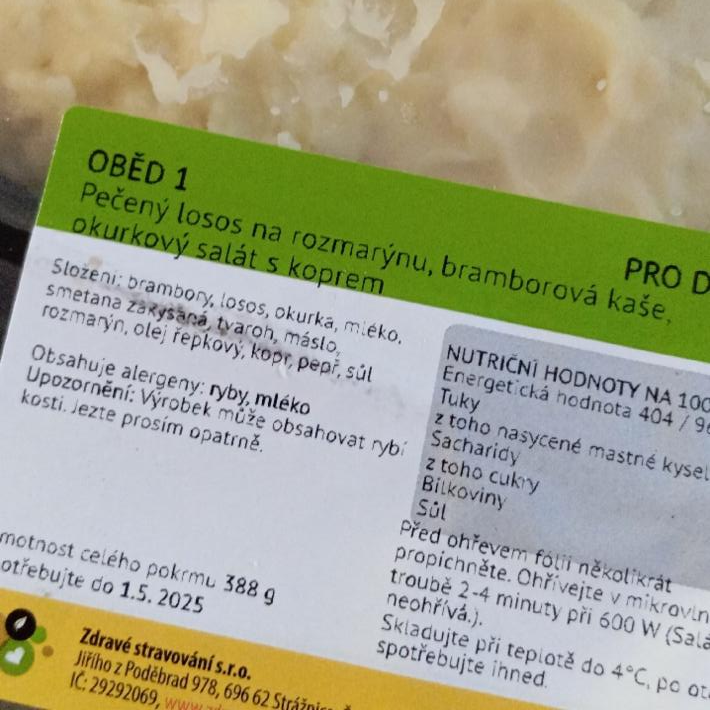 OBĚD 1
PRO D
Pečený losos na rozmarýnu, bramborová kaše,
okurkový salát s koprem
Složení: brambory, losos, okurka, mléko,
smetana zakysaná, tvaroh, máslo,
rozmarýn, olej řepkový, kopr, pepř, sůl
Obsahuje alergeny: ryby, mléko
Upozornění: Výrobek může obsahovat rybí
kosti. Jezte prosím opatrně.
motnost celého pokrmu 388 g
otřebujte do 1.5. 2025
NUTRIČNÍ HODNOTY NA 100
Energetická hodnota 404 / 96
Tuky
z toho nasycené mastné kysel
Sacharidy
z toho cukry
Bílkoviny
Sůl
Před ohřevem fólii několikrát
propíchněte. Ohřívejte v mikrovln
troubě 2-4 minuty při 600 W (Salá
neohřívá.).
Skladujte při teplotě do 4°C, po ot
spotřebujte ihned.
Zdravé stravování s.r.o.
Jiřího z Poděbrad 978, 696 62 Strážnice
IČ: 29292069,